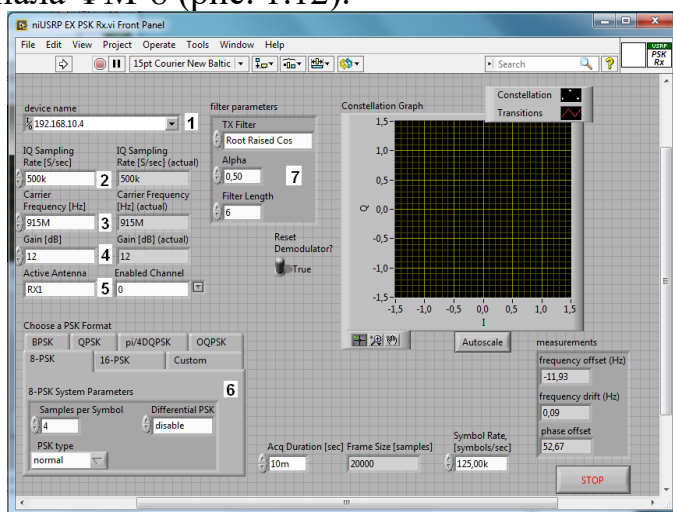 нала ФМ-8 (рис. 1.12).
niUSRP EX PSK Rx.vi Front Panel
File Edit View Project Operate Tools Window Help
15pt Courier New Baltic
Search
USRP
PSK
Rx
device name
192.168.10.4
1
IQ Sampling
Rate [S/sec]
500k
2
IQ Sampling
Rate [S/sec] (actual)
500k
Carrier
Frequency [Hz]
915M
3
Carrier Frequency
[Hz] (actual)
915M
Gain [dB]
12
4
Gain [dB] (actual)
12
Active Antenna
RX1
5
Enabled Channel
0
filter parameters
TX Filter
Root Raised Cos
Alpha
0,50
7
Filter Length
6
Reset
Demodulator?
True
Constellation Graph
Constellation
Transitions
1,5
1,0
0,5
Q 0,0
-0,5
-1,0
-1,5
-1,5 -1,0 -0,5 0,0 0,5 1,0 1,5
I
Autoscale
Choose a PSK Format
BPSK QPSK pi/4DQPSK OQPSK
8-PSK 16-PSK Custom
8-PSK System Parameters
6
Samples per Symbol
4
Differential PSK
disable
PSK type
normal
Acq Duration [sec]
10m
Frame Size [samples]
20000
Symbol Rate,
[symbols/sec]
125,00k
measurements
frequency offset (Hz)
-11,93
frequency drift (Hz)
0,09
phase offset
52,67
STOP